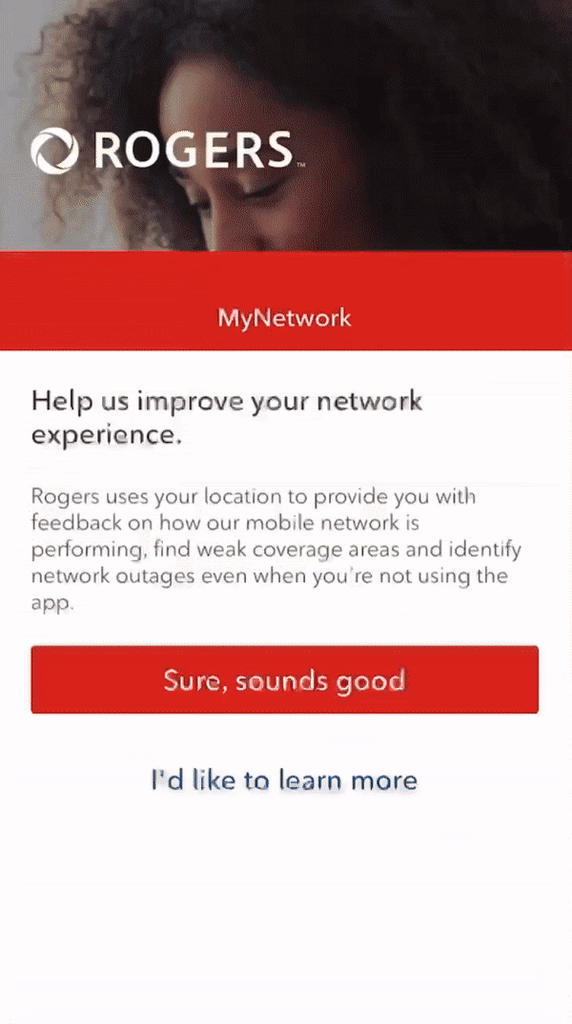 ROGERS™
MyNetwork
Help us improve your network
experience.
Rogers uses your location to provide you with
feedback on how our mobile network is
performing, find weak coverage areas and identify
network outages even when you're not using the
app.
Sure, sounds good
I'd like to learn more